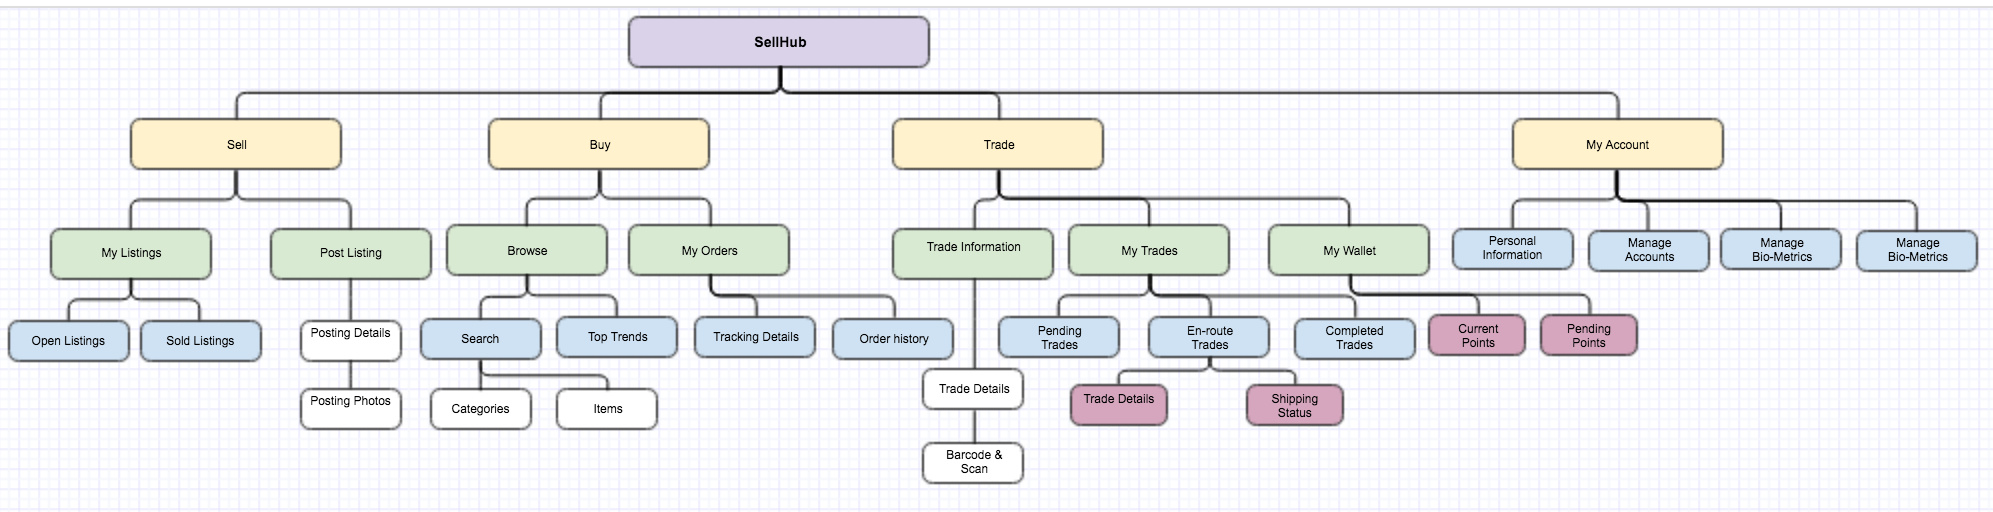 SellHub
Sell
Buy
Trade
My Account
My Listings
Post Listing
Browse
My Orders
Trade Information
My Trades
My Wallet
Personal
Information
Manage
Accounts
Manage
Bio-Metrics
Manage
Bio-Metrics
Open Listings
Sold Listings
Posting Details
Search
Top Trends
Tracking Details
Order history
Pending
Trades
En-route
Trades
Completed
Trades
Current
Points
Pending
Points
Posting Photos
Categories
Items
Trade Details
Trade Details
Shipping
Status
Barcode &
Scan